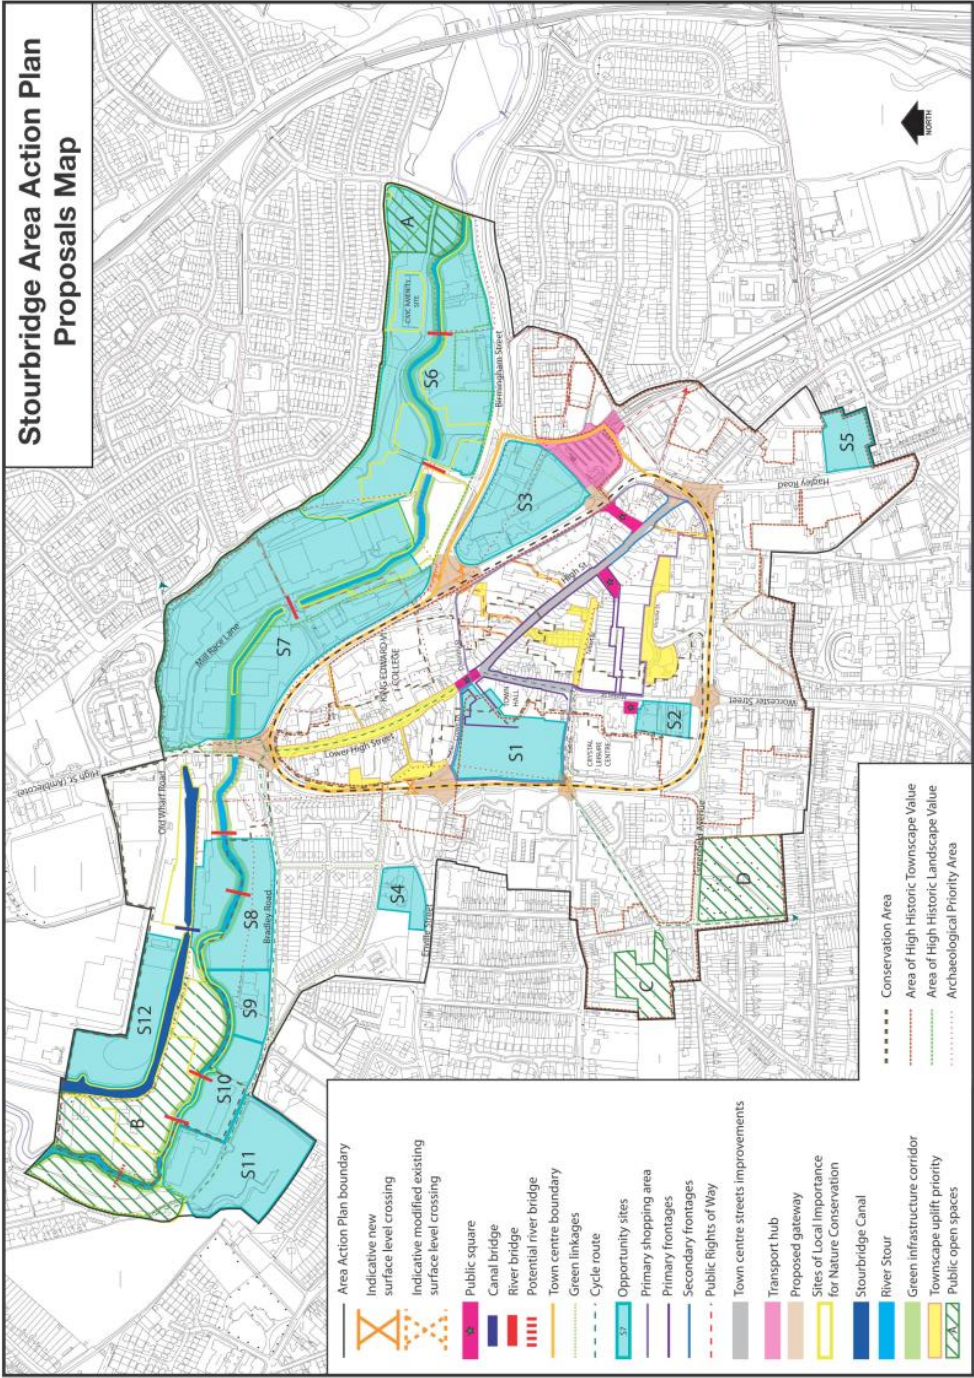 Stourbridge Area Action Plan
Proposals Map
NORTH
A
CIVIC AMENITY
SITE
S6
Birmingham Street
S3
S5
Hagley Road
Mill Race Lane
S7
High St.
KING EDWARD VI
COLLEGE
TOWN
HALL
Lower High Street
S1
CRYSTAL
LEISURE
CENTRE
S2
Worcester Street
High St (Amblecote)
Old Wharf Road
S8
Bradley Road
S4
S9
S12
S10
B
S11
C
D
Area Action Plan boundary
Indicative new
surface level crossing
Indicative modified existing
surface level crossing
Public square
Canal bridge
River bridge
Potential river bridge
Town centre boundary
Green linkages
Cycle route
S7
Opportunity sites
Primary shopping area
Primary frontages
Secondary frontages
Public Rights of Way
Town centre streets improvements
Transport hub
Proposed gateway
Sites of Local Importance
for Nature Conservation
Stourbridge Canal
River Stour
Green infrastructure corridor
Townscape uplift priority
A
Public open spaces
Conservation Area
Area of High Historic Townscape Value
Area of High Historic Landscape Value
Archaeological Priority Area